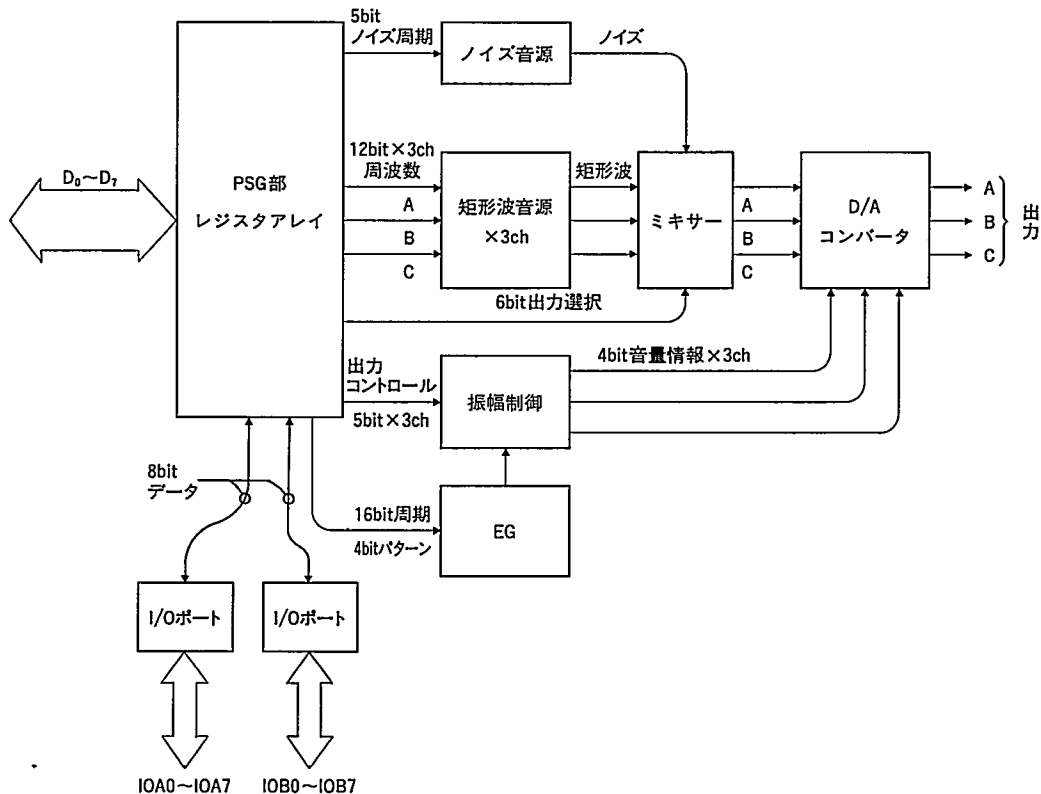 5bit
ノイズ周期
ノイズ音源
ノイズ
D₀～D₇
PSG部
レジスタアレイ
12bit×3ch
周波数
A
B
C
矩形波音源
×3ch
矩形波
ミキサー
A
B
C
D/A
コンバータ
A
B
C
出力
6bit出力選択
出力
コントロール
5bit×3ch
振幅制御
4bit音量情報×3ch
8bit
データ
16bit周期
4bitパターン
EG
I/Oポート
I/Oポート
IOA0～IOA7
IOB0～IOB7